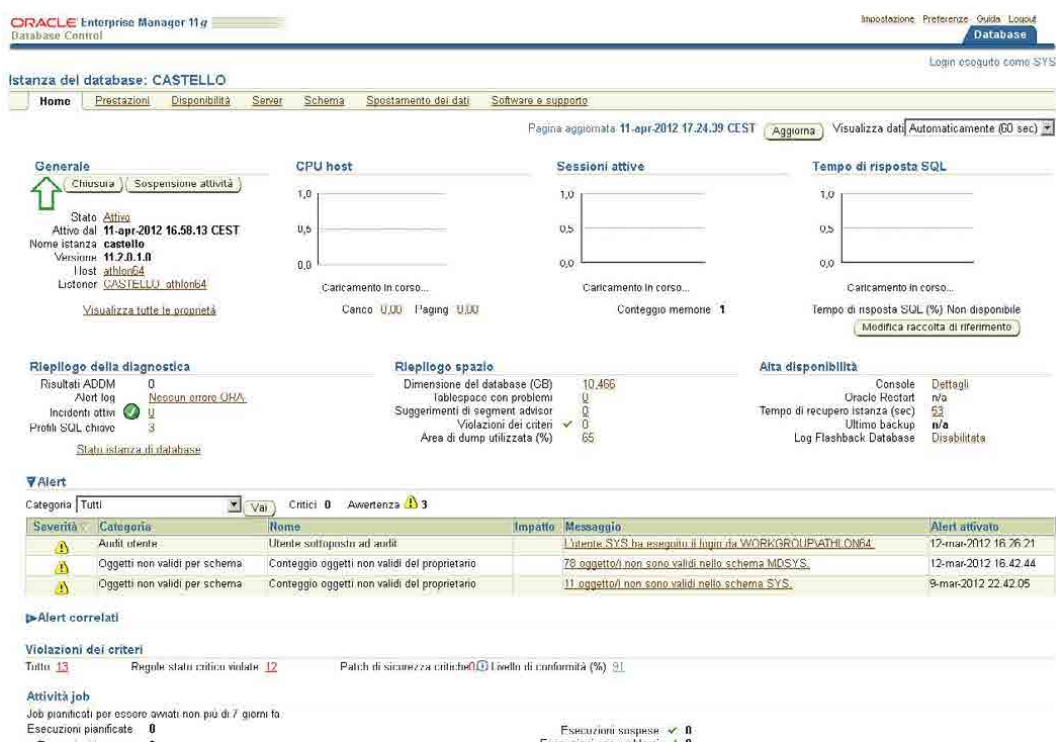 ORACLE Enterprise Manager 11 g
Database Control
Impostazione Preferenze Guida Logout
Database
Login eseguito come SYS
Istanza del database: CASTELLO
Home Prestazioni Disponibilità Server Schema Spostamento dei dati Software e supporto
Pagina aggiornata 11-apr-2012 17.24.39 CEST Aggiorna Visualizza dati Automaticamente (60 sec)
Generale
Chiusura Sospensione attività
Stato Attivo
Attivo dal 11-apr-2012 16.58.13 CEST
Nome istanza castello
Versione 11.2.0.1.0
Host athlon64
Listener CASTELLO_athlon64
Visualizza tutte le proprietà
CPU host
1,0
0,5
0,0
Caricamento in corso...
Carico 0,00 Paging 0,00
Sessioni attive
1,0
0,5
0,0
Caricamento in corso...
Conteggio memorie 1
Tempo di risposta SQL
1,0
0,5
0,0
Caricamento in corso...
Tempo di risposta SQL (%) Non disponibile
Modifica raccolta di riferimento
Riepilogo della diagnostica
Risultati ADDM 0
Alert log Nessun errore ORA.
Incidenti attivi 0
Profili SQL chiave 3
Stato istanza di database
Riepilogo spazio
Dimensione del database (GB) 10,466
Tablespace con problemi 0
Suggerimenti di segment advisor 0
Violazioni dei criteri 0
Area di dump utilizzata (%) 65
Alta disponibilità
Console Dettagli
Oracle Restart n/a
Tempo di recupero istanza (sec) 53
Ultimo backup n/a
Log Flashback Database Disabilitata
Alert
Categoria Tutti Vai Critici 0 Avvertenza 3
Severità Categoria Nome Impatto Messaggio Alert attivato
Audit utente Utente sottoposto ad audit L'utente SYS ha eseguito il login da WORKGROUP\ATHLON64. 12-mar-2012 16.26.21
Oggetti non validi per schema Conteggio oggetti non validi del proprietario 78 oggetto/i non sono validi nello schema MDSYS. 12-mar-2012 16.42.44
Oggetti non validi per schema Conteggio oggetti non validi del proprietario 11 oggetto/i non sono validi nello schema SYS. 9-mar-2012 22.42.05
Alert correlati
Violazioni dei criteri
Tutto 13 Regole stato critico violate 12 Patch di sicurezza critiche 0 Livello di conformità (%) 91
Attività job
Job pianificati per essere avviati non più di 7 giorni fa
Esecuzioni pianificate 0
Esecuzioni sospese 0